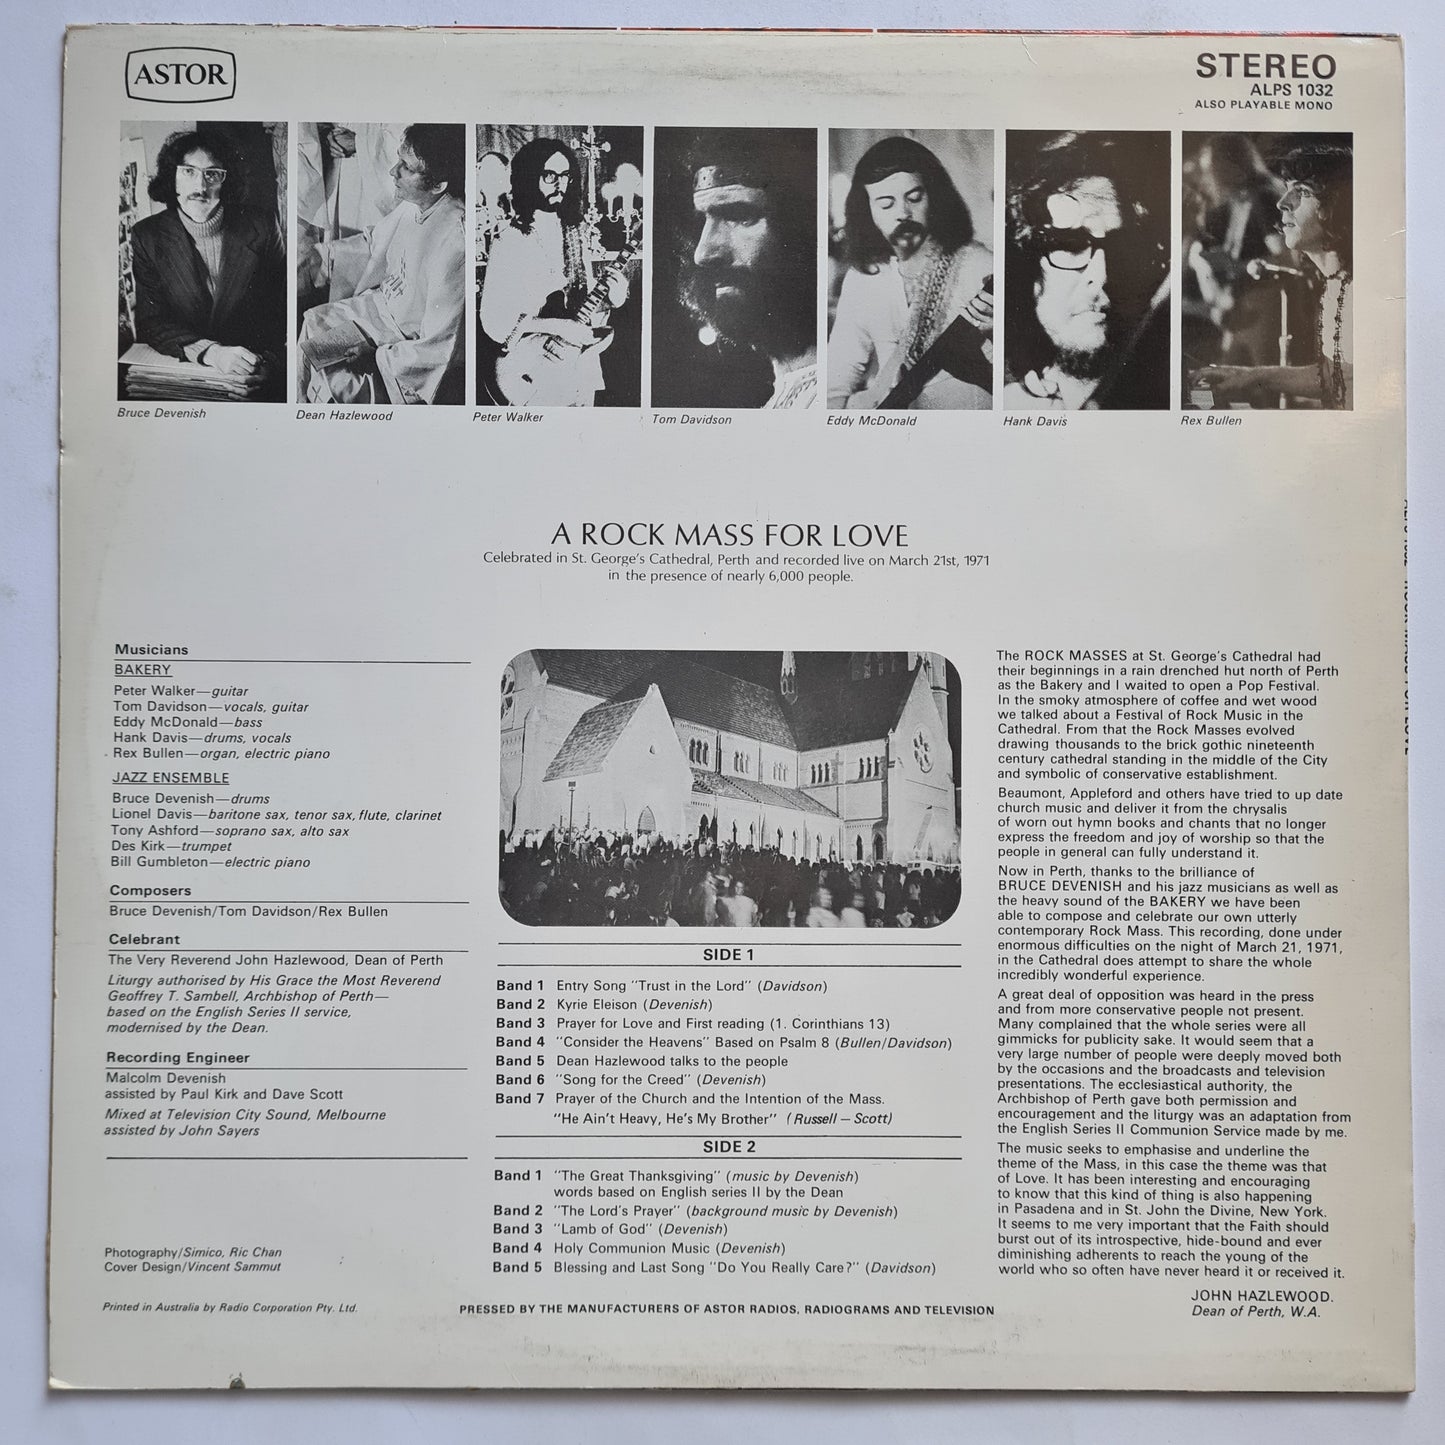 ASTOR
STEREO
ALPS 1032
ALSO PLAYABLE MONO
Bruce Devenish
Dean Hazlewood
Peter Walker
Tom Davidson
Eddy McDonald
Hank Davis
Rex Bullen
A ROCK MASS FOR LOVE
Celebrated in St. George's Cathedral, Perth and recorded live on March 21st, 1971
in the presence of nearly 6,000 people.
Musicians
BAKERY
Peter Walker—guitar
Tom Davidson—vocals, guitar
Eddy McDonald—bass
Hank Davis—drums, vocals
Rex Bullen—organ, electric piano
JAZZ ENSEMBLE
Bruce Devenish—drums
Lionel Davis—baritone sax, tenor sax, flute, clarinet
Tony Ashford—soprano sax, alto sax
Des Kirk—trumpet
Bill Gumbleton—electric piano
Composers
Bruce Devenish/Tom Davidson/Rex Bullen
Celebrant
The Very Reverend John Hazlewood, Dean of Perth
Liturgy authorised by His Grace the Most Reverend
Geoffrey T. Sambell, Archbishop of Perth—
based on the English Series II service,
modernised by the Dean.
Recording Engineer
Malcolm Devenish
assisted by Paul Kirk and Dave Scott
Mixed at Television City Sound, Melbourne
assisted by John Sayers
Photography/Simico, Ric Chan
Cover Design/Vincent Sammut
Printed in Australia by Radio Corporation Pty. Ltd.
SIDE 1
Band 1 Entry Song "Trust in the Lord" (Davidson)
Band 2 Kyrie Eleison (Devenish)
Band 3 Prayer for Love and First reading (1. Corinthians 13)
Band 4 "Consider the Heavens" Based on Psalm 8 (Bullen/Davidson)
Band 5 Dean Hazlewood talks to the people
Band 6 "Song for the Creed" (Devenish)
Band 7 Prayer of the Church and the Intention of the Mass.
"He Ain't Heavy, He's My Brother" (Russell – Scott)
SIDE 2
Band 1 "The Great Thanksgiving" (music by Devenish)
words based on English series II by the Dean
Band 2 "The Lord's Prayer" (background music by Devenish)
Band 3 "Lamb of God" (Devenish)
Band 4 Holy Communion Music (Devenish)
Band 5 Blessing and Last Song "Do You Really Care?" (Davidson)
PRESSED BY THE MANUFACTURERS OF ASTOR RADIOS, RADIOGRAMS AND TELEVISION
The ROCK MASSES at St. George's Cathedral had
their beginnings in a rain drenched hut north of Perth
as the Bakery and I waited to open a Pop Festival.
In the smoky atmosphere of coffee and wet wood
we talked about a Festival of Rock Music in the
Cathedral. From that the Rock Masses evolved
drawing thousands to the brick gothic nineteenth
century cathedral standing in the middle of the City
and symbolic of conservative establishment.
Beaumont, Appleford and others have tried to up date
church music and deliver it from the chrysalis
of worn out hymn books and chants that no longer
express the freedom and joy of worship so that the
people in general can fully understand it.
Now in Perth, thanks to the brilliance of
BRUCE DEVENISH and his jazz musicians as well as
the heavy sound of the BAKERY we have been
able to compose and celebrate our own utterly
contemporary Rock Mass. This recording, done under
enormous difficulties on the night of March 21, 1971,
in the Cathedral does attempt to share the whole
incredibly wonderful experience.
A great deal of opposition was heard in the press
and from more conservative people not present.
Many complained that the whole series were all
gimmicks for publicity sake. It would seem that a
very large number of people were deeply moved both
by the occasions and the broadcasts and television
presentations. The ecclesiastical authority, the
Archbishop of Perth gave both permission and
encouragement and the liturgy was an adaptation from
the English Series II Communion Service made by me.
The music seeks to emphasise and underline the
theme of the Mass, in this case the theme was that
of Love. It has been interesting and encouraging
to know that this kind of thing is also happening
in Pasadena and in St. John the Divine, New York.
It seems to me very important that the Faith should
burst out of its introspective, hide-bound and ever
diminishing adherents to reach the young of the
world who so often have never heard it or received it.
JOHN HAZLEWOOD.
Dean of Perth, W.A.